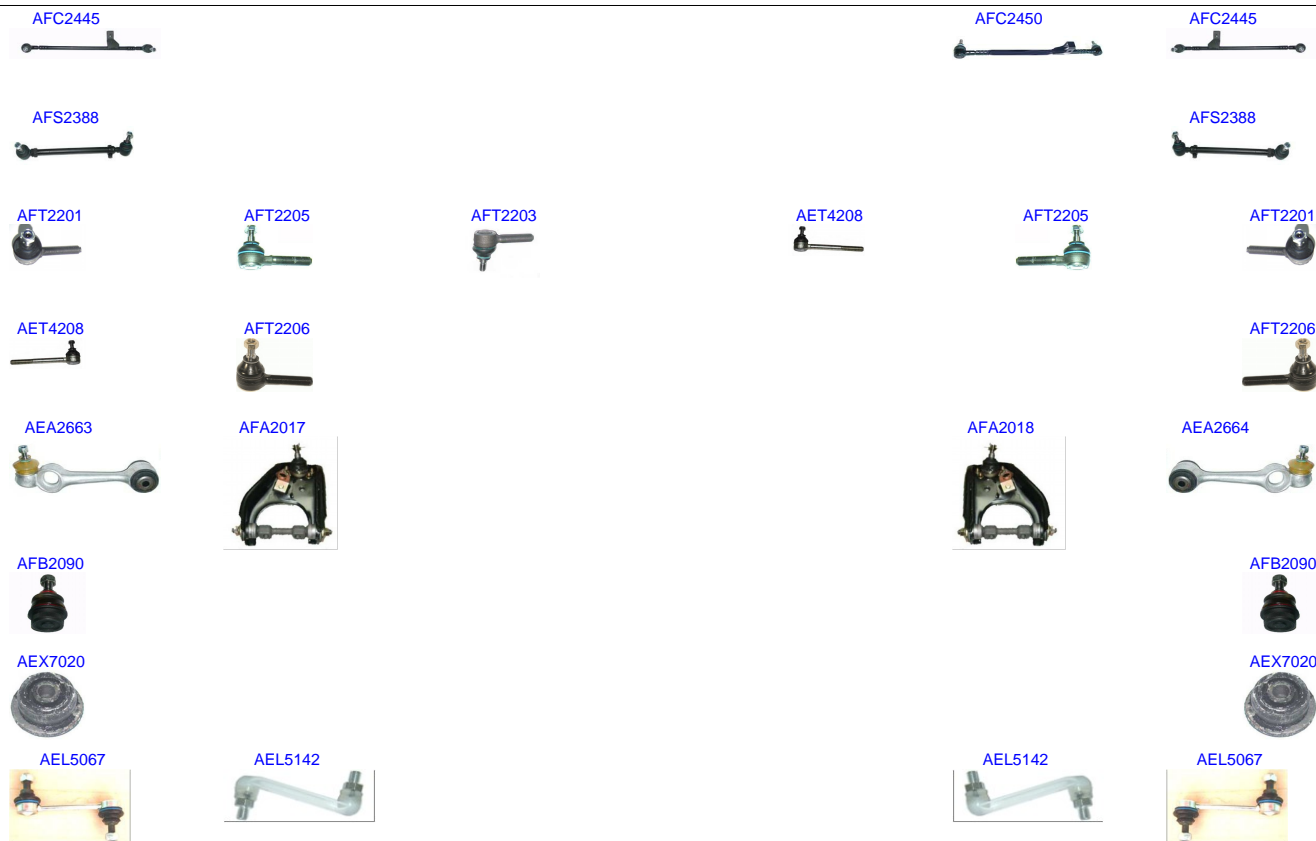 AFC2445 AFC2450 AFC2445
AFS2388 AFS2388
AFT2201 AFT2205 AFT2203 AET4208 AFT2205 AFT2201
AET4208 AFT2206 AFT2206
AEA2663 AFA2017 AFA2018 AEA2664
AFB2090 AFB2090
AEX7020 AEX7020
AEL5067 AEL5142 AEL5142 AEL5067